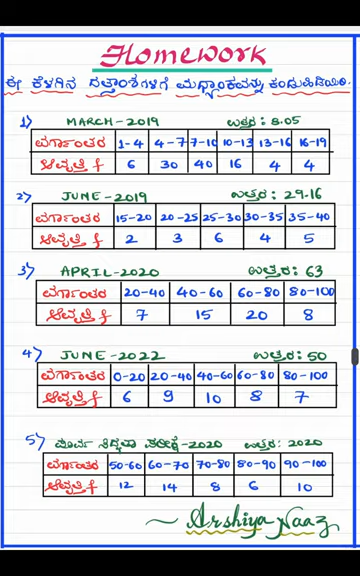 Homework
ಈ ಕೆಳಗಿನ ದತ್ತಾಂಶಗಳಿಗೆ ಮಧ್ಯಾಂಕವನ್ನು ಕಂಡುಹಿಡಿಯಿರಿ.
1) MARCH-2019 ಉತ್ತರ: 8.05
ವರ್ಗಾಂತರ 1-4 4-7 7-10 10-13 13-16 16-19
ಆವೃತ್ತಿ f 6 30 40 16 4 4
2) JUNE-2019 ಉತ್ತರ: 29.16
ವರ್ಗಾಂತರ 15-20 20-25 25-30 30-35 35-40
ಆವೃತ್ತಿ f 2 3 6 4 5
3) APRIL-2020 ಉತ್ತರ: 63
ವರ್ಗಾಂತರ 20-40 40-60 60-80 80-100
ಆವೃತ್ತಿ f 7 15 20 8
4) JUNE-2022 ಉತ್ತರ: 50
ವರ್ಗಾಂತರ 0-20 20-40 40-60 60-80 80-100
ಆವೃತ್ತಿ f 6 9 10 8 7
5) ಪೂರ್ವ ಸಿದ್ಧತಾ ಪರೀಕ್ಷೆ-2020 ಉತ್ತರ: 2020
ವರ್ಗಾಂತರ 50-60 60-70 70-80 80-90 90-100
ಆವೃತ್ತಿ f 12 14 8 6 10
~Arshiya Naaz